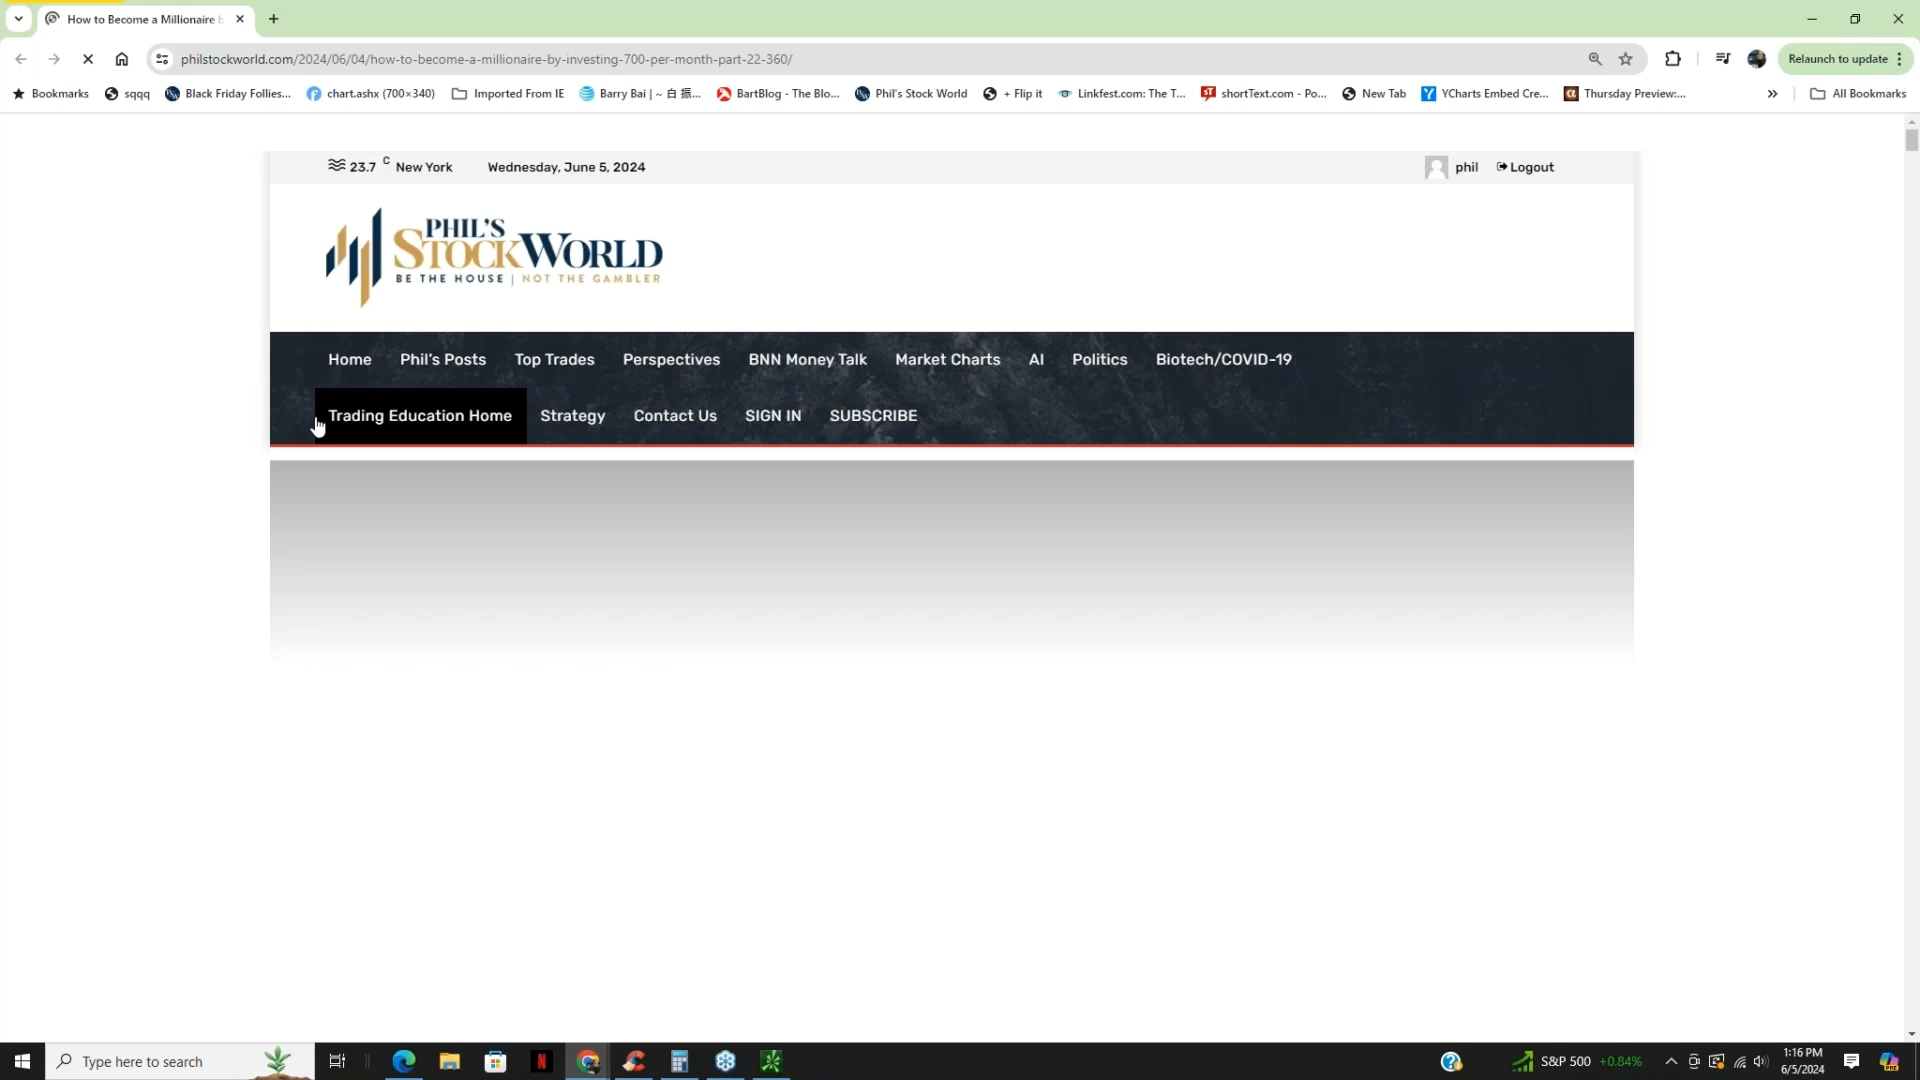 How to Become a Millionaire b
philstockworld.com/2024/06/04/how-to-become-a-millionaire-by-investing-700-per-month-part-22-360/
Relaunch to update
Bookmarks
sqqq
Black Friday Follies...
chart.ashx (700×340)
Imported From IE
Barry Bai | ~ 白 振...
BartBlog - The Blo...
Phil's Stock World
+ Flip it
Linkfest.com: The T...
shortText.com - Po...
New Tab
YCharts Embed Cre...
Thursday Preview:...
»
All Bookmarks
23.7 C New York
Wednesday, June 5, 2024
phil
Logout
PHIL'S
STOCKWORLD
BE THE HOUSE | NOT THE GAMBLER
Home
Phil's Posts
Top Trades
Perspectives
BNN Money Talk
Market Charts
AI
Politics
Biotech/COVID-19
Trading Education Home
Strategy
Contact Us
SIGN IN
SUBSCRIBE
Type here to search
S&P 500 +0.84%
1:16 PM
6/5/2024